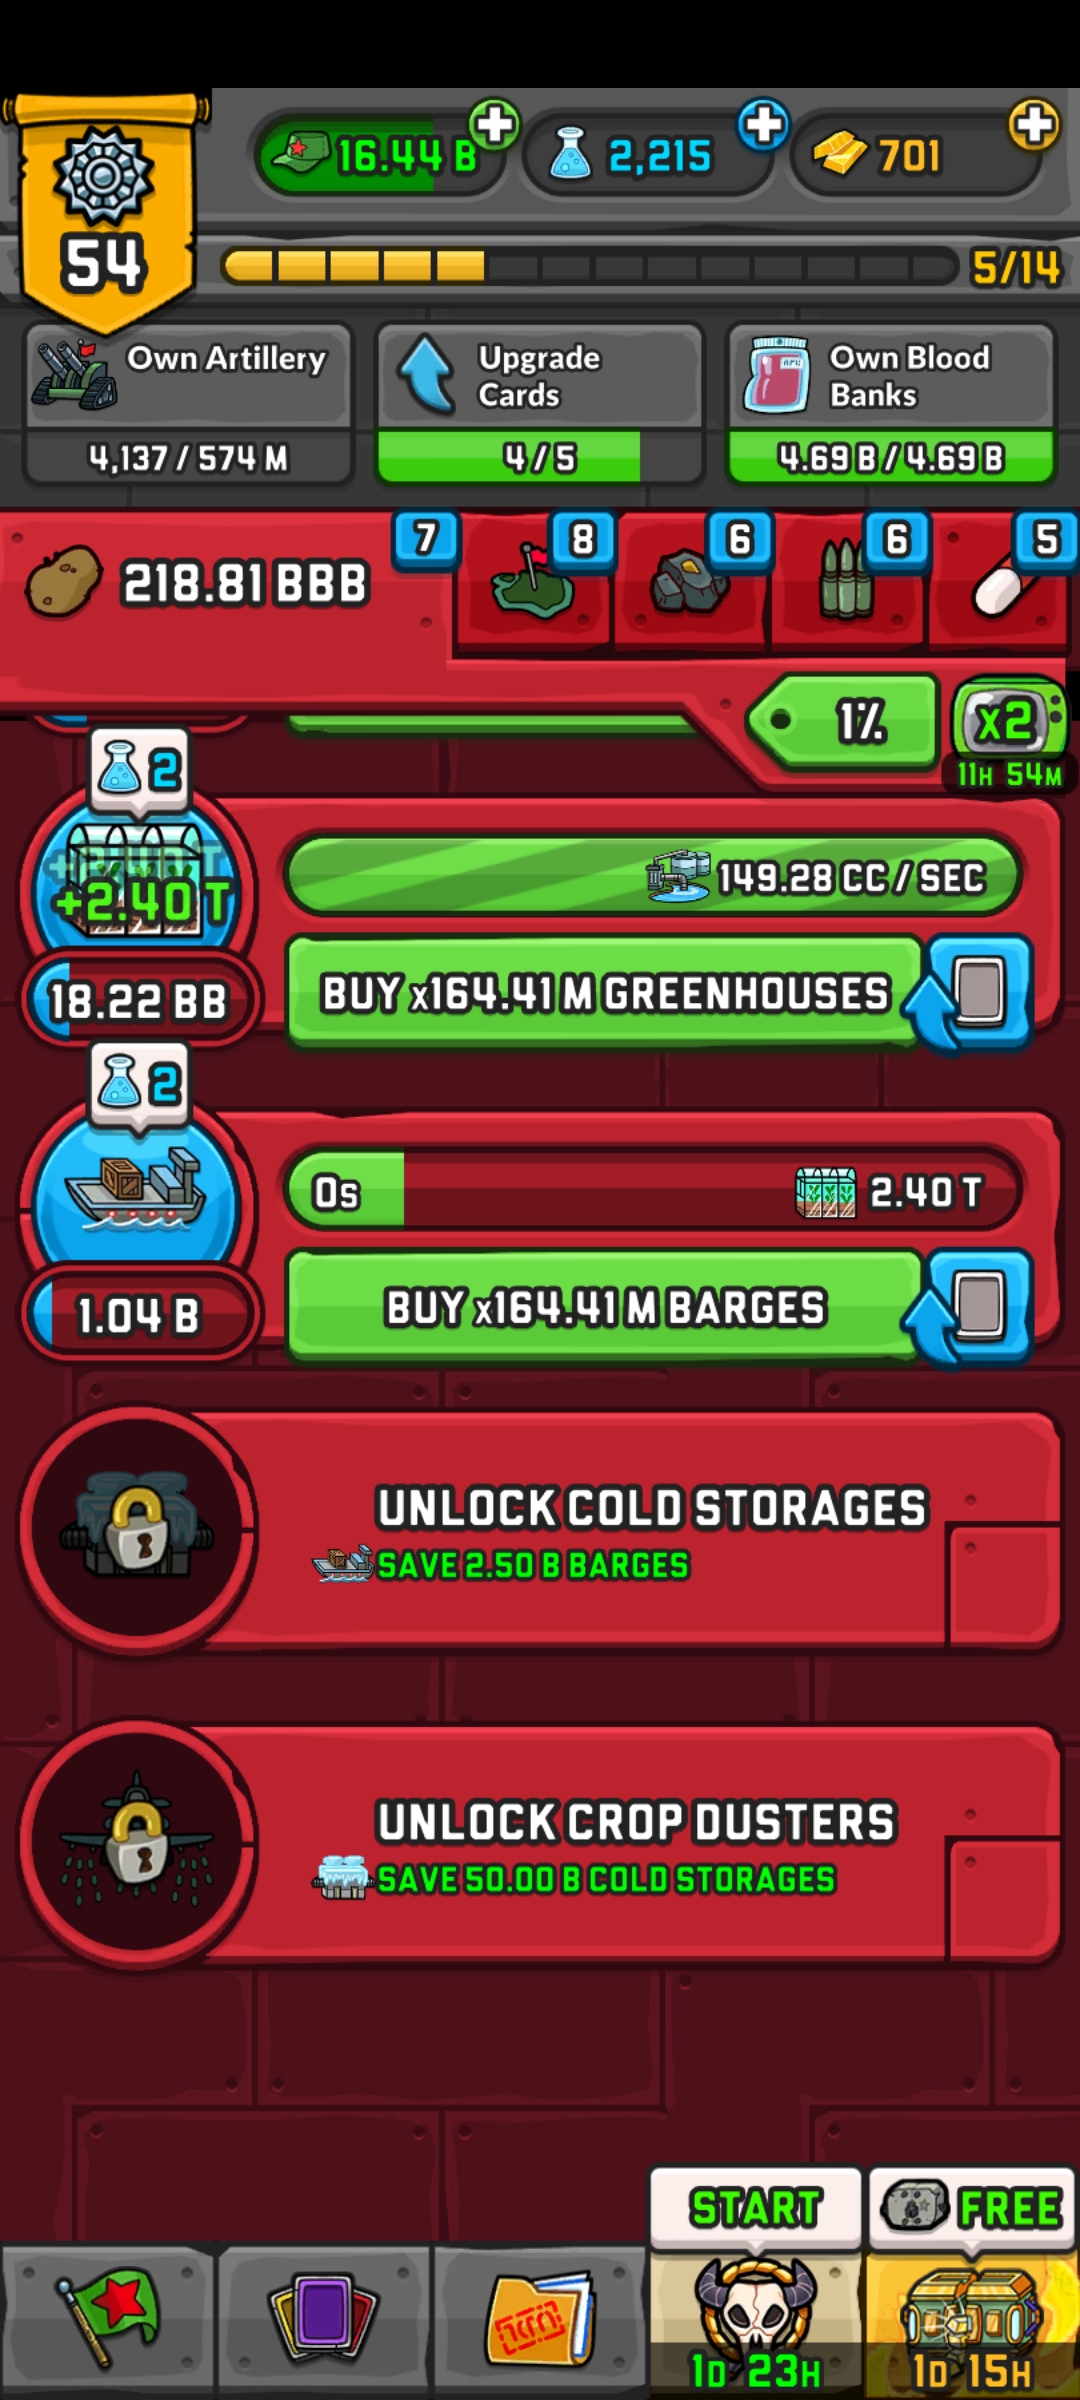 16.44 B
2,215
701
54
5/14
Own Artillery
4,137 / 574 M
Upgrade
Cards
4 / 5
Own Blood
Banks
4.69 B / 4.69 B
218.81 BBB
7
8
6
6
5
1%
x2
11H 54M
2
+2.40 T
149.28 CC / SEC
18.22 BB
BUY x164.41 M GREENHOUSES
2
0s
2.40 T
1.04 B
BUY x164.41 M BARGES
UNLOCK COLD STORAGES
SAVE 2.50 B BARGES
UNLOCK CROP DUSTERS
SAVE 50.00 B COLD STORAGES
START
FREE
1D 23H
1D 15H